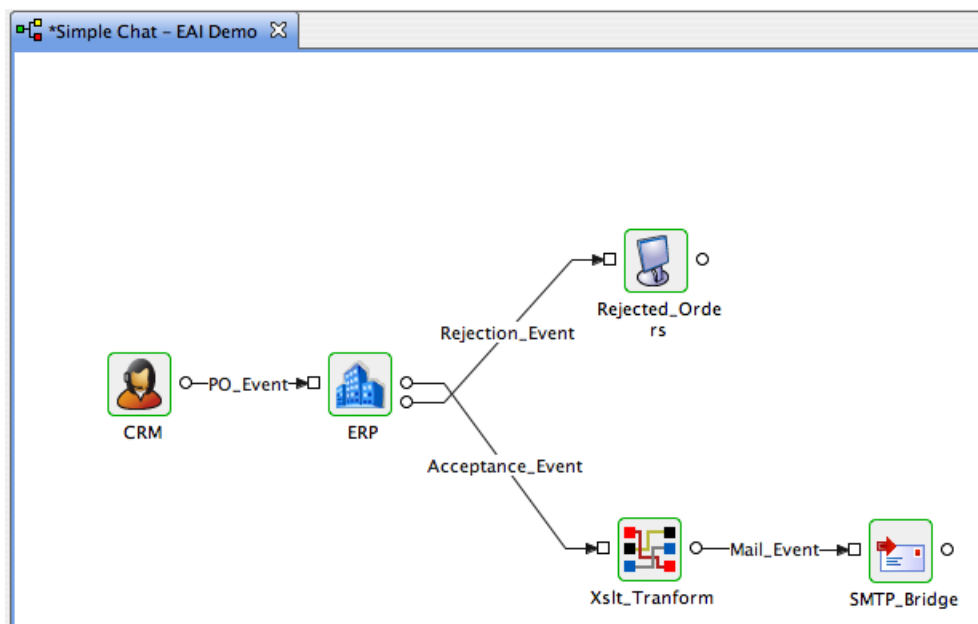 *Simple Chat – EAI Demo
Rejected_Orde
rs
Rejection_Event
PO_Event
CRM
ERP
Acceptance_Event
Mail_Event
Xslt_Tranform
SMTP_Bridge